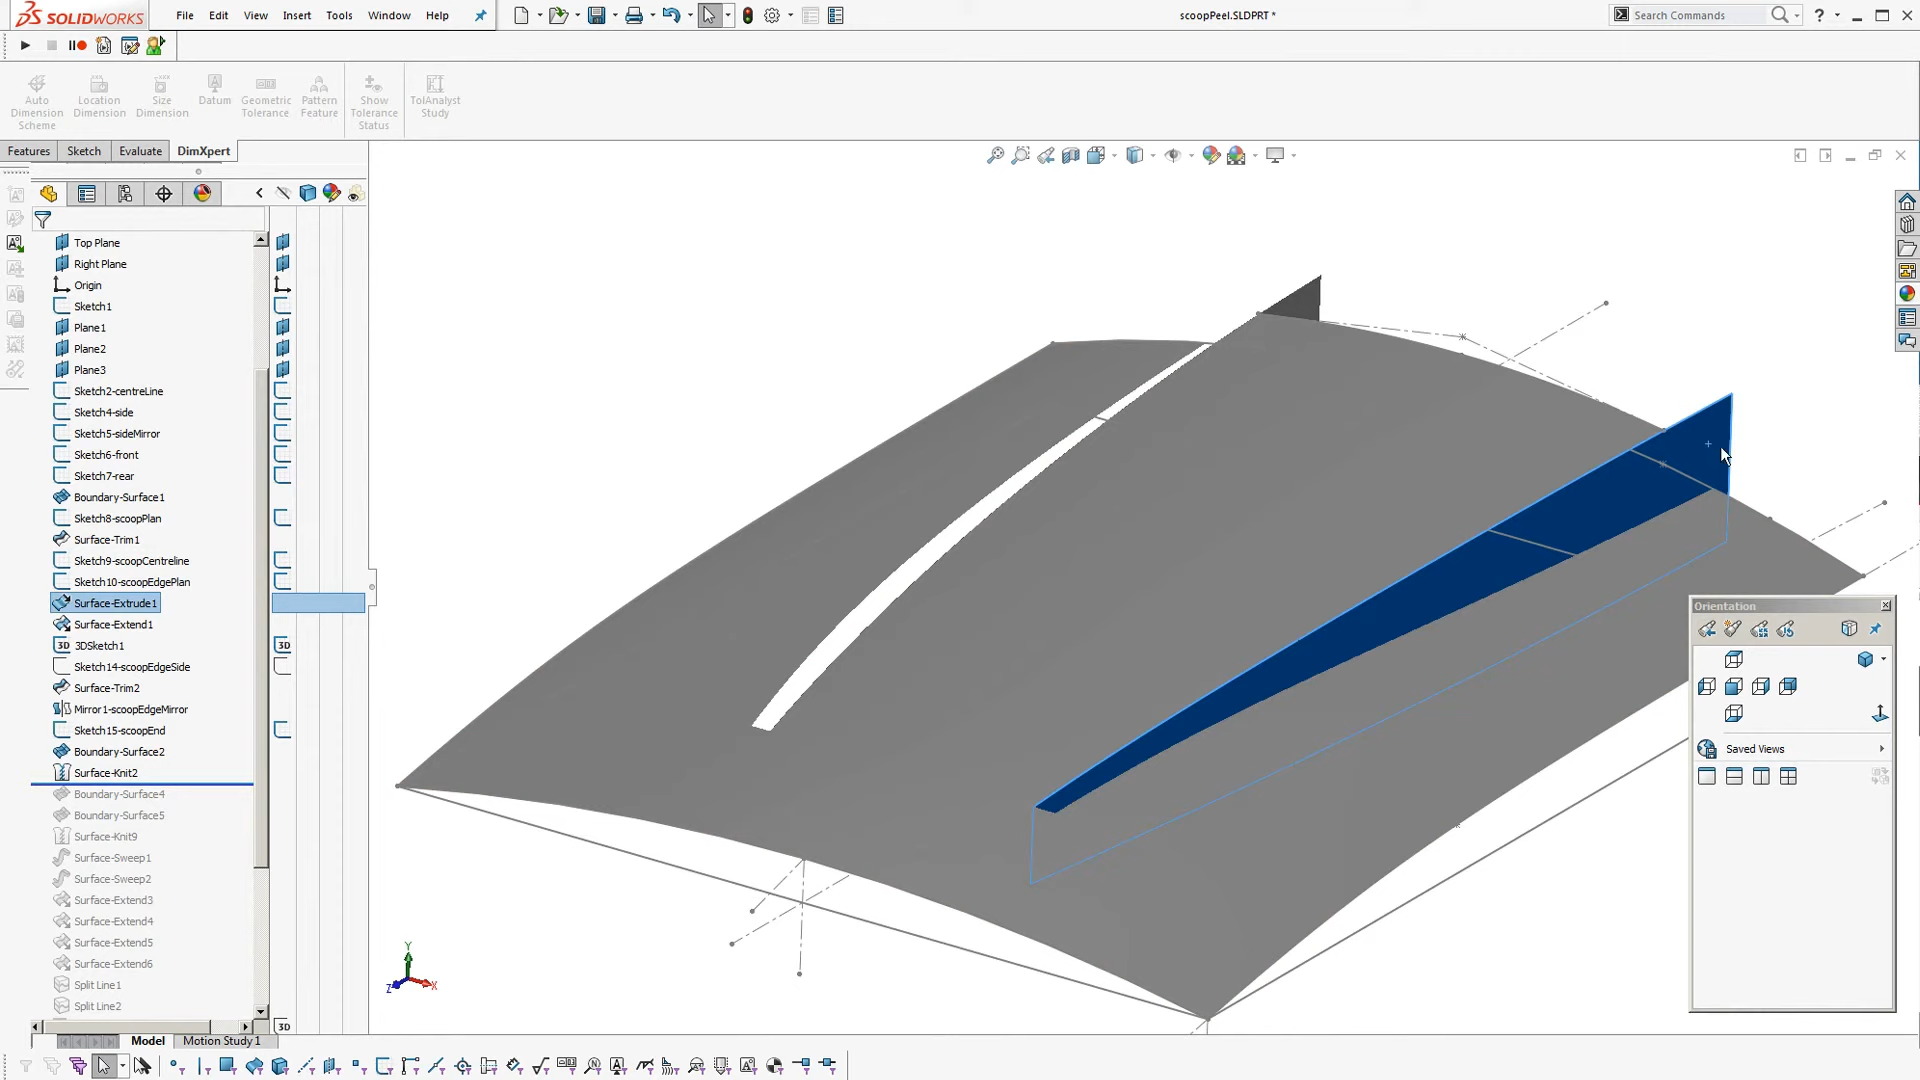 SOLIDWORKS File Edit View Insert Tools Window Help scoopPeel.SLDPRT * Search Commands ?
Auto Dimension Scheme
Location Dimension
Size Dimension
Datum
Geometric Tolerance
Pattern Feature
Show Tolerance Status
TolAnalyst Study
Features Sketch Evaluate DimXpert
Top Plane
Right Plane
Origin
Sketch1
Plane1
Plane2
Plane3
Sketch2-centreLine
Sketch4-side
Sketch5-sideMirror
Sketch6-front
Sketch7-rear
Boundary-Surface1
Sketch8-scoopPlan
Surface-Trim1
Sketch9-scoopCentreline
Sketch10-scoopEdgePlan
Surface-Extrude1
Surface-Extend1
3D 3DSketch1 3D
Sketch14-scoopEdgeSide
Surface-Trim2
Mirror1-scoopEdgeMirror
Sketch15-scoopEnd
Boundary-Surface2
Surface-Knit2
Boundary-Surface4
Boundary-Surface5
Surface-Knit9
Surface-Sweep1
Surface-Sweep2
Surface-Extend3
Surface-Extend4
Surface-Extend5
Surface-Extend6
Split Line1
Split Line2
3D
Orientation
Saved Views
Y
Z X
Model Motion Study 1